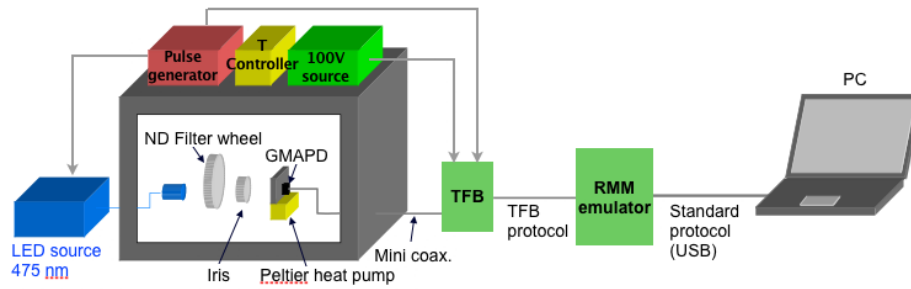 Pulse
generator
T
Controller
100V
source
PC
ND Filter wheel
GMAPD
TFB
RMM
emulator
TFB
protocol
Standard
protocol
(USB)
LED source
475 nm
Iris
Peltier heat pump
Mini coax.